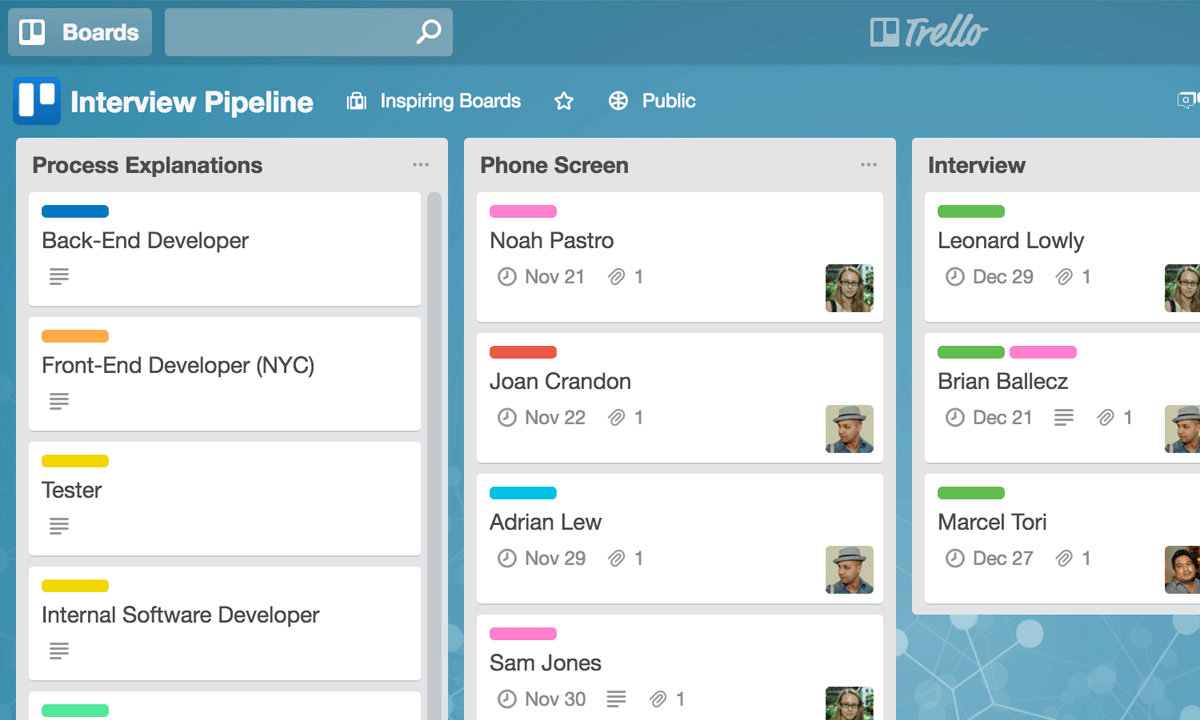 Boards
Trello
Interview Pipeline
Inspiring Boards
Public
Process Explanations
Back-End Developer
Front-End Developer (NYC)
Tester
Internal Software Developer
Phone Screen
Noah Pastro
Nov 21 1
Joan Crandon
Nov 22 1
Adrian Lew
Nov 29 1
Sam Jones
Nov 30 1
Interview
Leonard Lowly
Dec 29 1
Brian Ballecz
Dec 21 1
Marcel Tori
Dec 27 1